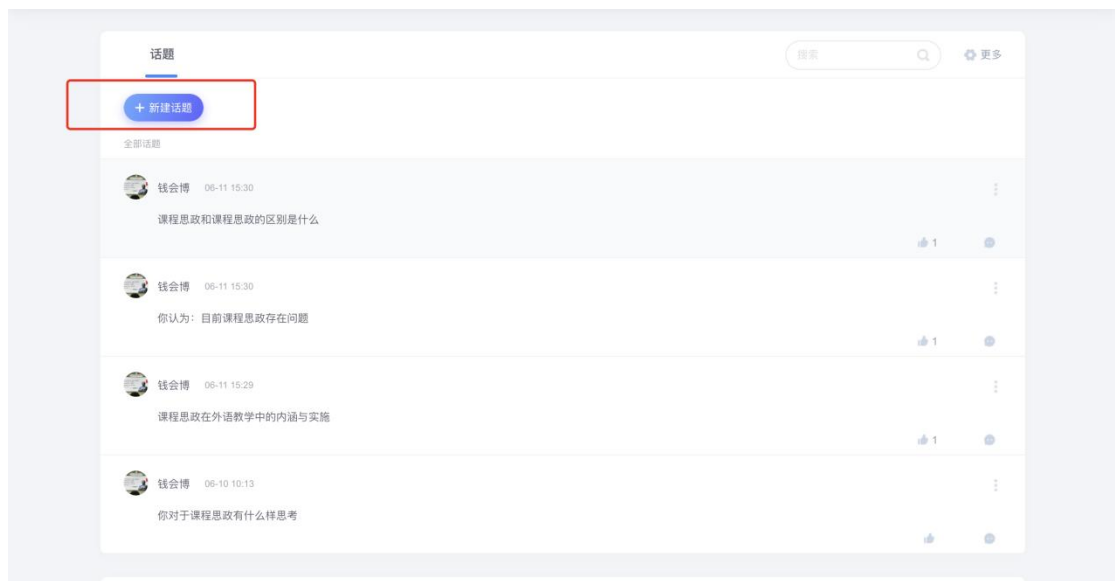 话题
搜索
更多
+ 新建话题
全部话题
钱会博 06-11 15:30
课程思政和课程思政的区别是什么
1
钱会博 06-11 15:30
你认为：目前课程思政存在问题
1
钱会博 06-11 15:29
课程思政在外语教学中的内涵与实施
1
钱会博 06-10 10:13
你对于课程思政有什么样思考